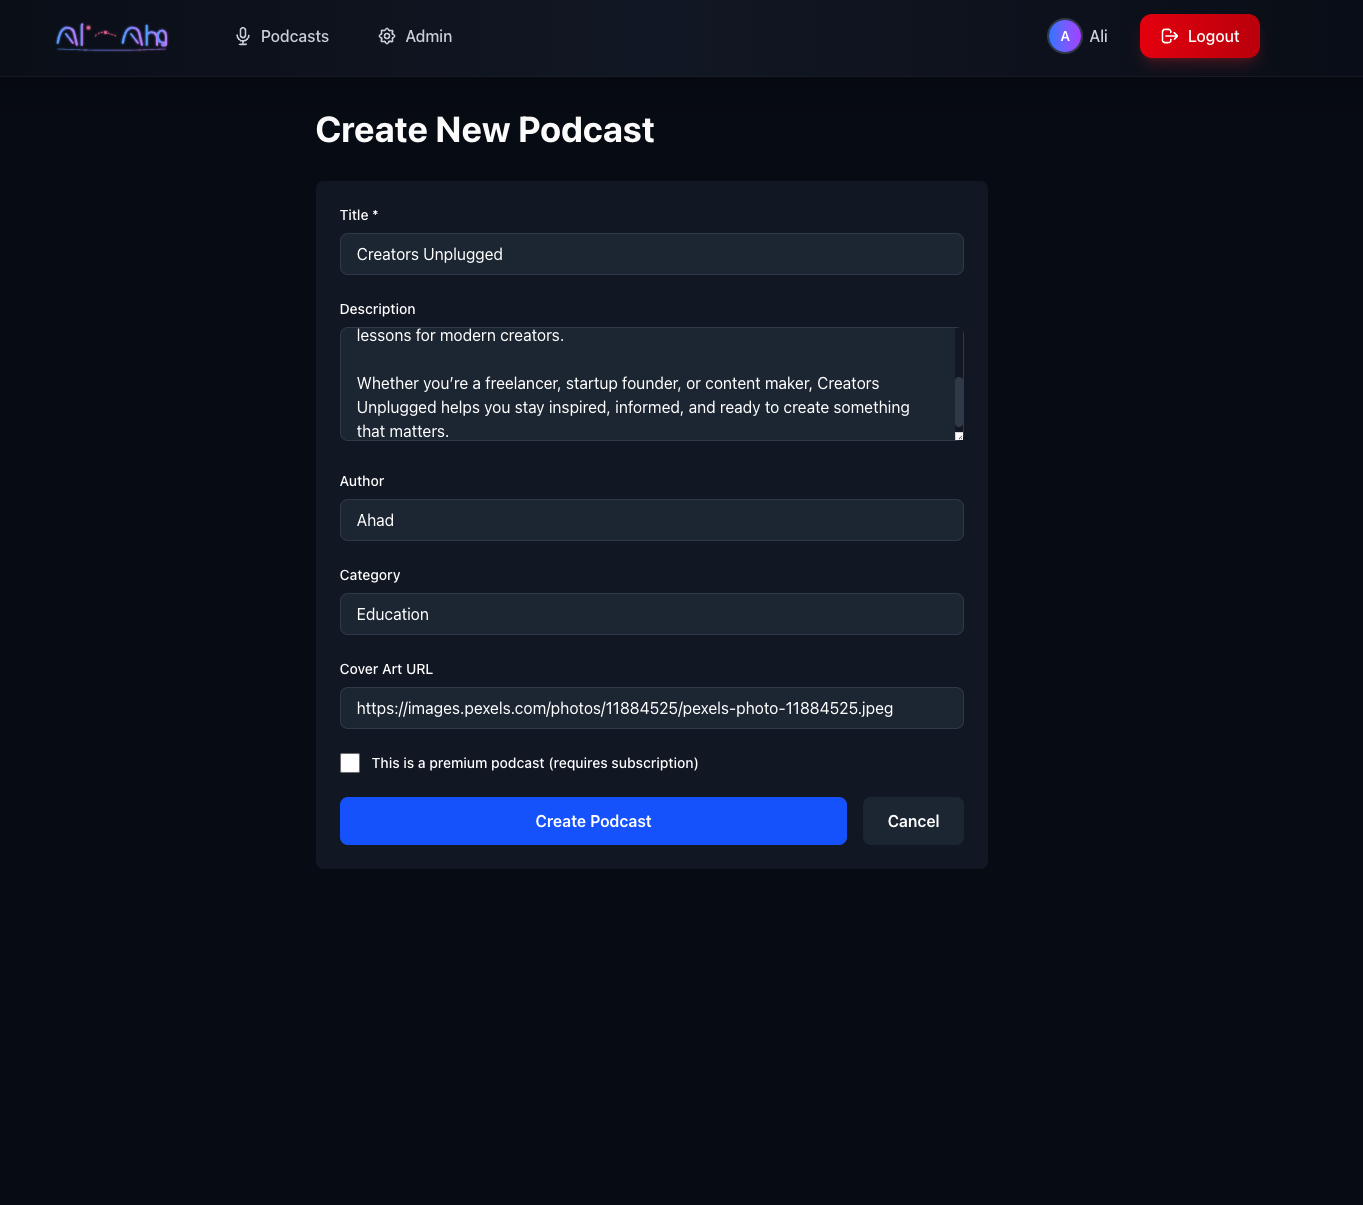 Al - Aha
Podcasts
Admin
A
Ali
Logout
Create New Podcast
Title *
Creators Unplugged
Description
lessons for modern creators.
Whether you’re a freelancer, startup founder, or content maker, Creators
Unplugged helps you stay inspired, informed, and ready to create something
that matters.
Author
Ahad
Category
Education
Cover Art URL
https://images.pexels.com/photos/11884525/pexels-photo-11884525.jpeg
This is a premium podcast (requires subscription)
Create Podcast
Cancel